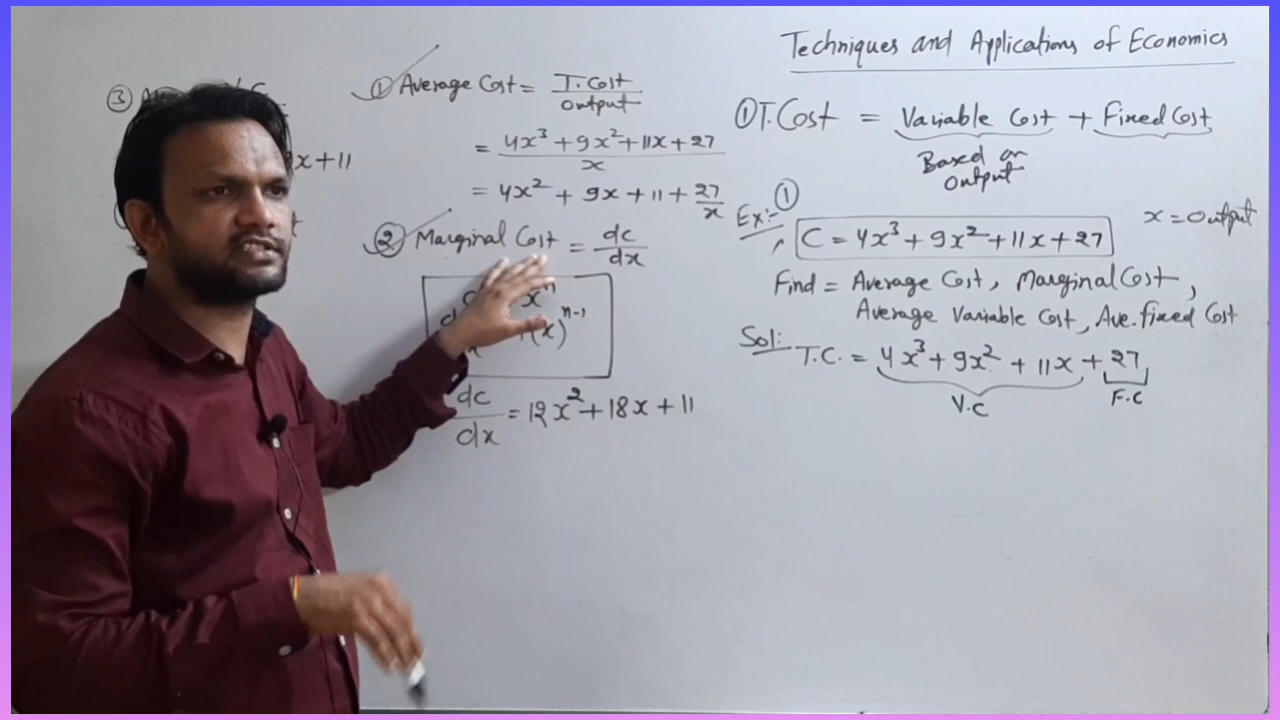 Techniques and Applications of Economics
① T.Cost = Variable Cost + Fixed Cost
Based on
output
Ex:- ①
C = 4x³ + 9x² + 11x + 27
x = Output
Find = Average Cost, Marginal Cost,
Average Variable Cost, Ave. fixed Cost
Sol:
T.C. = 4x³ + 9x² + 11x + 27
V.C
F.C
① Average Cost = T.Cost / Output
= 4x³ + 9x² + 11x + 27 / x
= 4x² + 9x + 11 + 27/x
② Marginal Cost = dc/dx
xⁿ
(x)ⁿ⁻¹
dc/dx = 12x² + 18x + 11
③
x + 11